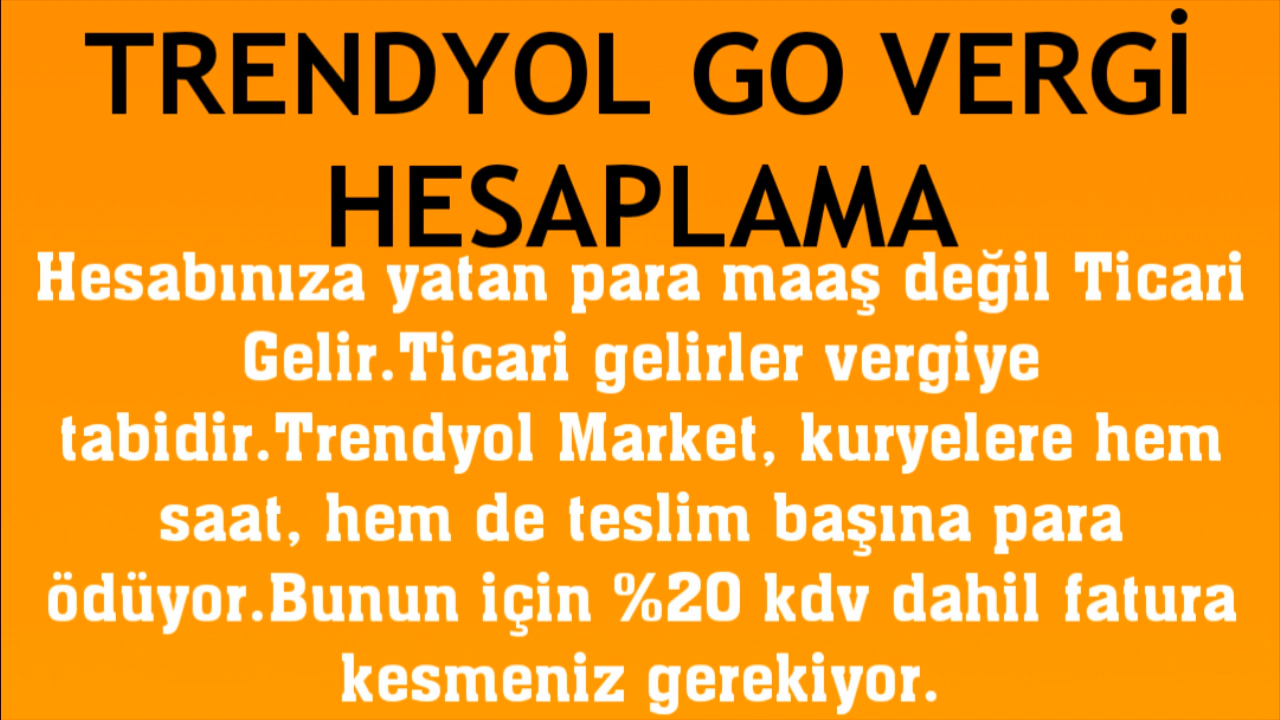 TRENDYOL GO VERGİ
HESAPLAMA
Hesabınıza yatan para maaş değil Ticari
Gelir.Ticari gelirler vergiye
tabidir.Trendyol Market, kuryelere hem
saat, hem de teslim başına para
ödüyor.Bunun için %20 kdv dahil fatura
kesmeniz gerekiyor.